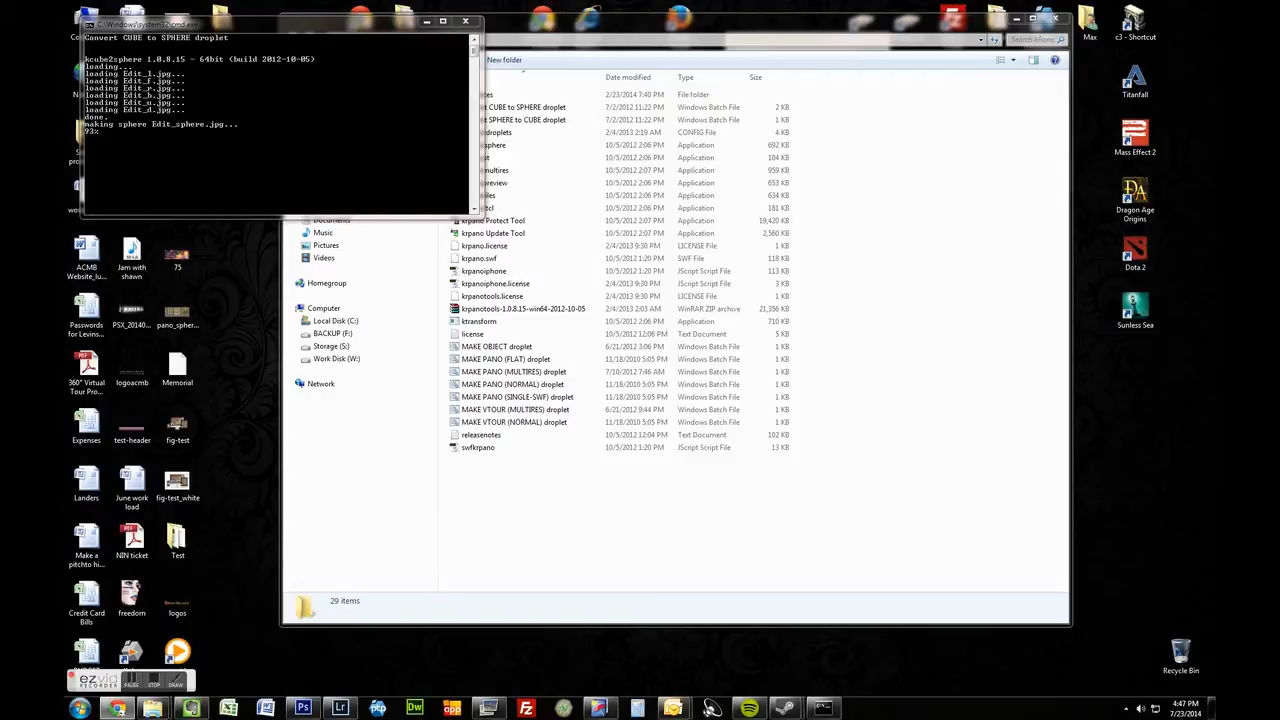 C:\Windows\system32\cmd.exe
Convert CUBE to SPHERE droplet
kcube2sphere 1.0.8.15 - 64bit (build 2012-10-05)
loading...
loading Edit_l.jpg...
loading Edit_f.jpg...
loading Edit_r.jpg...
loading Edit_b.jpg...
loading Edit_u.jpg...
loading Edit_d.jpg...
done.
making sphere Edit_sphere.jpg...
93%
New folder
Date modified
Type
Size
2/23/2014 7:40 PM File folder
CUBE to SPHERE droplet 7/2/2012 11:22 PM Windows Batch File 2 KB
SPHERE to CUBE droplet 7/2/2012 11:22 PM Windows Batch File 1 KB
2/4/2013 2:19 AM CONFIG File 4 KB
10/5/2012 2:06 PM Application 692 KB
10/5/2012 2:06 PM Application 104 KB
10/5/2012 2:06 PM Application 959 KB
10/5/2012 2:06 PM Application 653 KB
10/5/2012 2:06 PM Application 634 KB
10/5/2012 2:06 PM Application 181 KB
krpano Protect Tool 10/5/2012 2:07 PM Application 19,420 KB
krpano Update Tool 10/5/2012 2:07 PM Application 2,560 KB
krpano.license 2/4/2013 9:30 PM LICENSE File 1 KB
krpano.swf 2/4/2013 9:30 PM SWF File 118 KB
krpanoiphone 10/5/2012 1:20 PM JScript Script File 113 KB
krpanoiphone.license 2/4/2013 9:30 PM JScript Script File 3 KB
krpanotools.license 2/4/2013 9:30 PM LICENSE File 1 KB
krpanotools-1.0.8.15-win64-2012-10-05 2/4/2013 2:03 AM WinRAR ZIP archive 21,356 KB
ktransform 10/5/2012 2:06 PM Application 710 KB
license 10/5/2012 12:06 PM Text Document 5 KB
MAKE OBJECT droplet 6/21/2012 3:06 PM Windows Batch File 1 KB
MAKE PANO (FLAT) droplet 11/18/2010 5:05 PM Windows Batch File 1 KB
MAKE PANO (MULTIRES) droplet 7/10/2012 7:46 AM Windows Batch File 1 KB
MAKE PANO (NORMAL) droplet 11/18/2010 5:05 PM Windows Batch File 1 KB
MAKE PANO (SINGLE-SWF) droplet 11/18/2010 5:05 PM Windows Batch File 1 KB
MAKE VTOUR (MULTIRES) droplet 6/21/2012 9:44 PM Windows Batch File 1 KB
MAKE VTOUR (NORMAL) droplet 11/18/2010 5:05 PM Windows Batch File 1 KB
releasenotes 10/5/2012 12:04 PM Text Document 102 KB
swfkrpano 10/5/2012 1:20 PM JScript Script File 13 KB
Documents
Music
Pictures
Videos
Homegroup
Computer
Local Disk (C:)
BACKUP (F:)
Storage (S:)
Work Disk (W:)
Network
29 items
ACMB
Website_lu...
Jam with
shawn
75
Passwords
for Levins...
PSX_20140...
pano_spher...
360° Virtual
Tour Pro...
logoacmb
Memorial
Expenses
test-header
fig-test
Landers
June work
load
fig-test_white
Make a
pitchto hi...
NIN ticket
Test
Credit Card
Bills
freedom
logos
ezvid
RECORDER
PAUSE
STOP
DRAW
Max
c3 - Shortcut
Titanfall
Mass Effect 2
Dragon Age
Origins
Dota 2
Sunless Sea
Recycle Bin
4:47 PM
7/23/2014